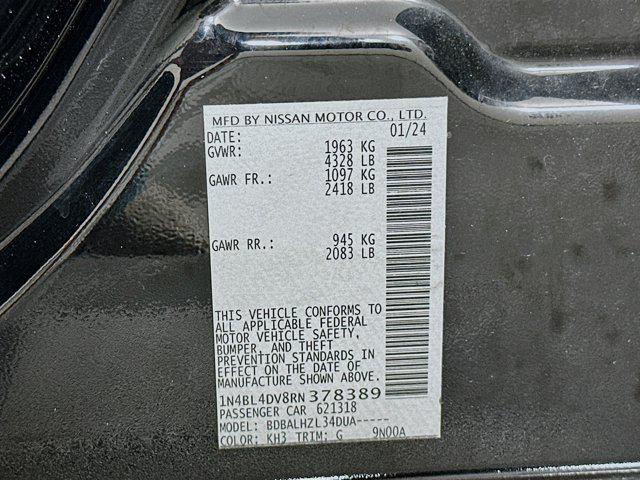 MFD BY NISSAN MOTOR CO., LTD.
DATE: 01/24
GVWR: 1963 KG
4328 LB
GAWR FR.: 1097 KG
2418 LB
GAWR RR.: 945 KG
2083 LB
THIS VEHICLE CONFORMS TO
ALL APPLICABLE FEDERAL
MOTOR VEHICLE SAFETY,
BUMPER, AND THEFT
PREVENTION STANDARDS IN
EFFECT ON THE DATE OF
MANUFACTURE SHOWN ABOVE.
1N4BL4DV8RN378389
PASSENGER CAR 621318
MODEL: BDBALHZL34DUA-----
COLOR: KH3 TRIM: G 9N00A